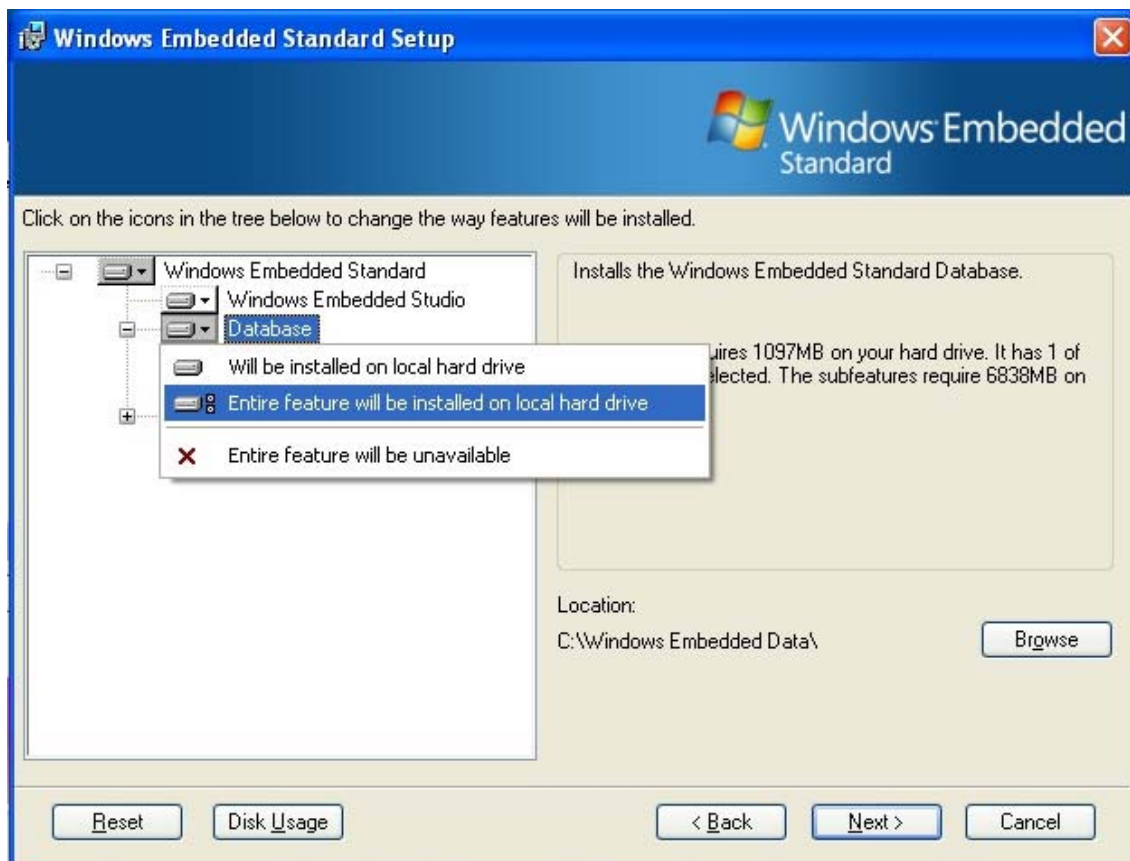 Windows Embedded Standard Setup
Windows Embedded
Standard
Click on the icons in the tree below to change the way features will be installed.
Windows Embedded Standard
Windows Embedded Studio
Database
Will be installed on local hard drive
Entire feature will be installed on local hard drive
Entire feature will be unavailable
Installs the Windows Embedded Standard Database.
1097MB on your hard drive. It has 1 of
The subfeatures require 6838MB on
Location:
C:\Windows Embedded Data\
Browse
Reset
Disk Usage
< Back
Next >
Cancel